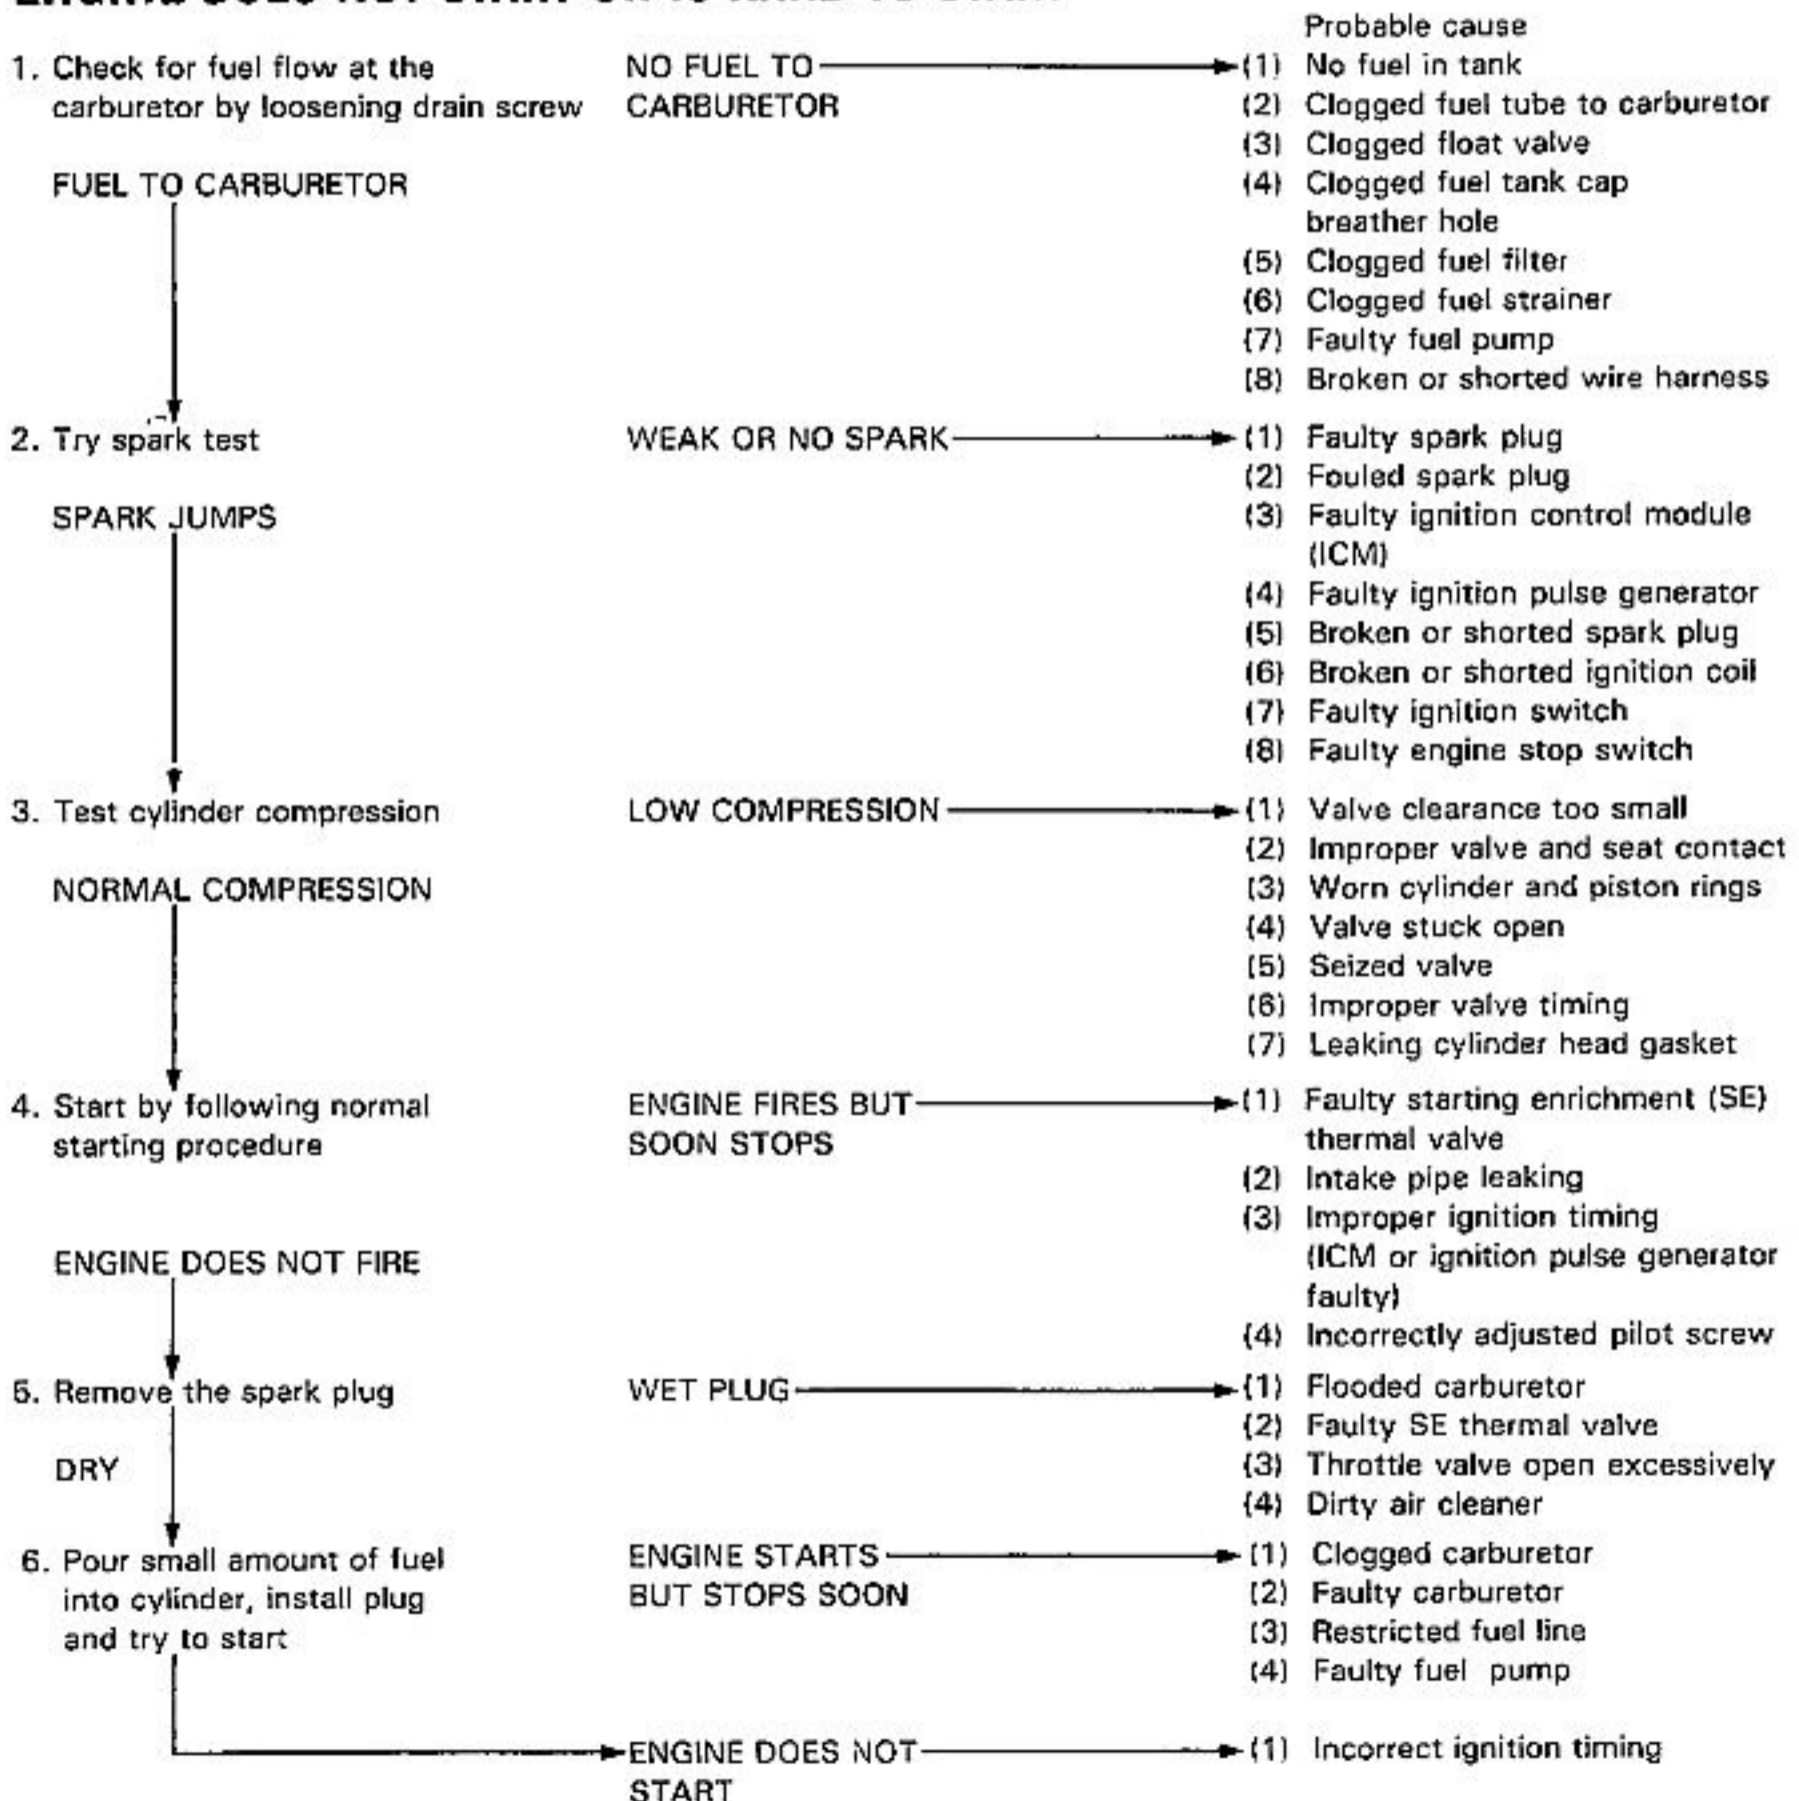 Probable cause
1. Check for fuel flow at the
carburetor by loosening drain screw
NO FUEL TO
CARBURETOR
(1) No fuel in tank
(2) Clogged fuel tube to carburetor
(3) Clogged float valve
(4) Clogged fuel tank cap
breather hole
(5) Clogged fuel filter
(6) Clogged fuel strainer
(7) Faulty fuel pump
(8) Broken or shorted wire harness
FUEL TO CARBURETOR
2. Try spark test
WEAK OR NO SPARK
(1) Faulty spark plug
(2) Fouled spark plug
(3) Faulty ignition control module
(ICM)
(4) Faulty ignition pulse generator
(5) Broken or shorted spark plug
(6) Broken or shorted ignition coil
(7) Faulty ignition switch
(8) Faulty engine stop switch
SPARK JUMPS
3. Test cylinder compression
LOW COMPRESSION
(1) Valve clearance too small
(2) Improper valve and seat contact
(3) Worn cylinder and piston rings
(4) Valve stuck open
(5) Seized valve
(6) Improper valve timing
(7) Leaking cylinder head gasket
NORMAL COMPRESSION
4. Start by following normal
starting procedure
ENGINE FIRES BUT
SOON STOPS
(1) Faulty starting enrichment (SE)
thermal valve
(2) Intake pipe leaking
(3) Improper ignition timing
(ICM or ignition pulse generator
faulty)
(4) Incorrectly adjusted pilot screw
ENGINE DOES NOT FIRE
5. Remove the spark plug
WET PLUG
(1) Flooded carburetor
(2) Faulty SE thermal valve
(3) Throttle valve open excessively
(4) Dirty air cleaner
DRY
6. Pour small amount of fuel
into cylinder, install plug
and try to start
ENGINE STARTS
BUT STOPS SOON
(1) Clogged carburetor
(2) Faulty carburetor
(3) Restricted fuel line
(4) Faulty fuel pump
ENGINE DOES NOT
START
(1) Incorrect ignition timing